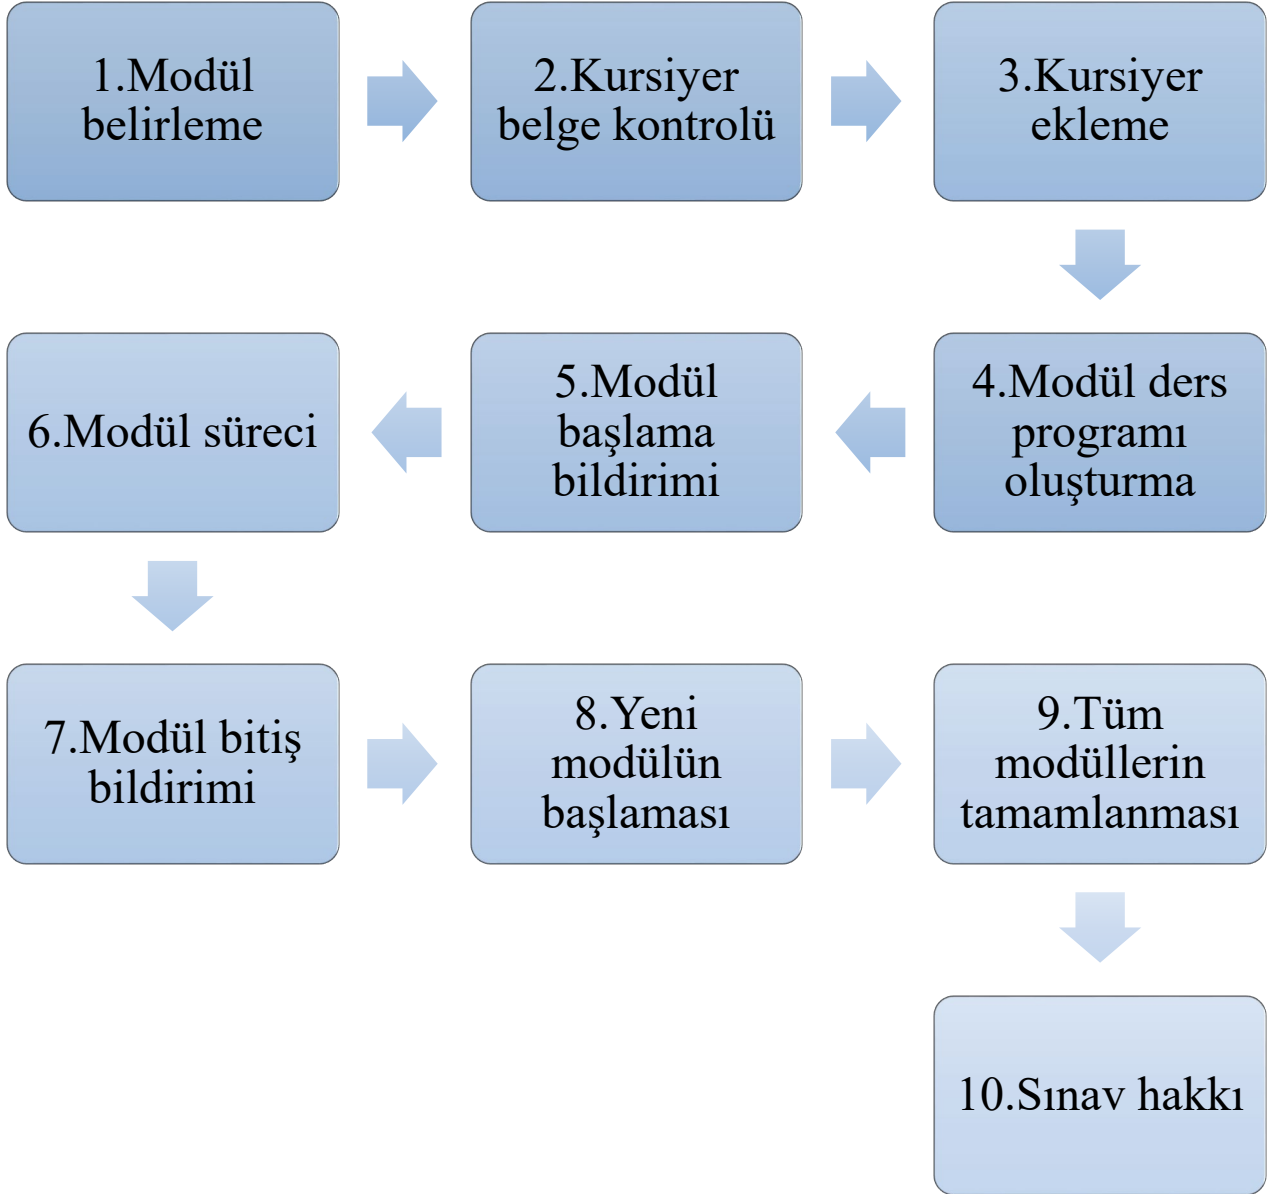 1.Modül
belirleme
2.Kursiyer
belge kontrolü
3.Kursiyer
ekleme
4.Modül ders
programı
oluşturma
5.Modül
başlama
bildirimi
6.Modül süreci
7.Modül bitiş
bildirimi
8.Yeni
modülün
başlaması
9.Tüm
modüllerin
tamamlanması
10.Sınav hakkı